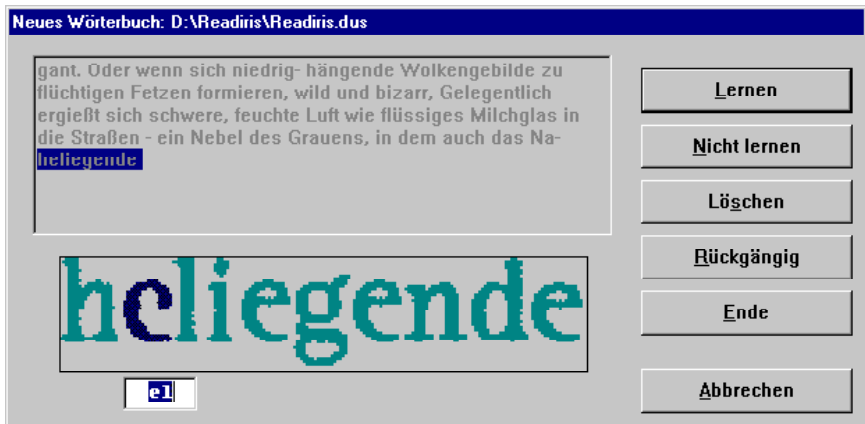 Neues Wörterbuch: D:\Readiris\Readiris.dus
gant. Oder wenn sich niedrig- hängende Wolkengebilde zu
flüchtigen Fetzen formieren, wild und bizarr, Gelegentlich
ergießt sich schwere, feuchte Luft wie flüssiges Milchglas in
die Straßen - ein Nebel des Grauens, in dem auch das Na-
heliegende
heliegende
el
Lernen
Nicht lernen
Löschen
Rückgängig
Ende
Abbrechen